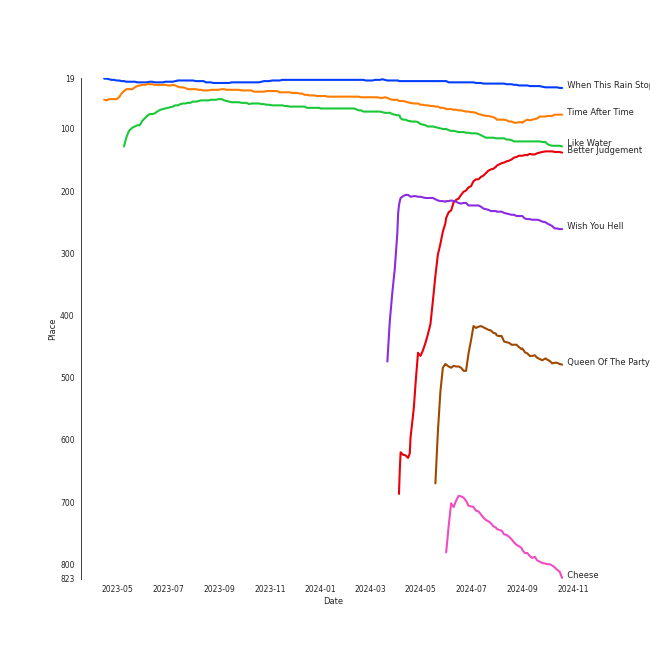 19
100
200
300
400
500
600
700
800
823
Place
2023-05 2023-07 2023-09 2023-11 2024-01 2024-03 2024-05 2024-07 2024-09 2024-11
Date
When This Rain Stop
Time After Time
Like Water
Better Judgement
Wish You Hell
Queen Of The Party
Cheese